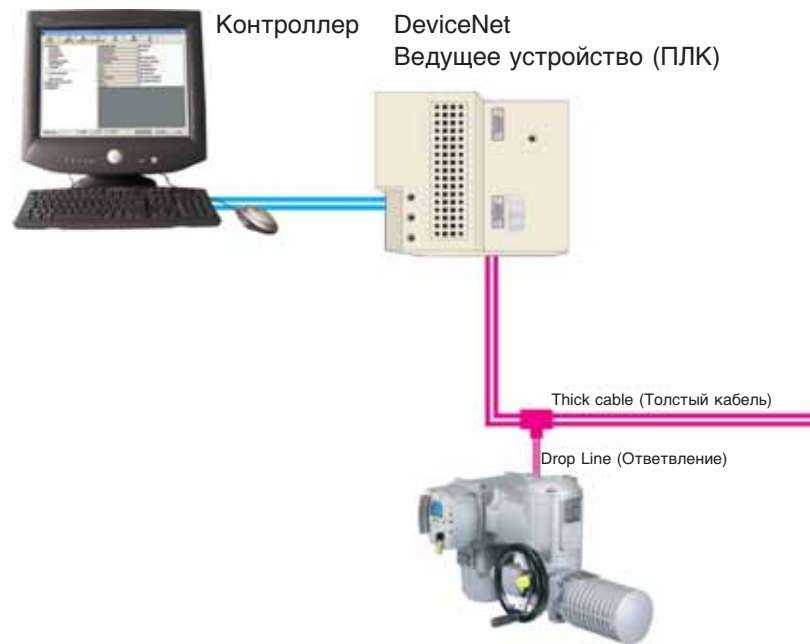 Контроллер DeviceNet
Ведущее устройство (ПЛК)
Thick cable (Толстый кабель)
Drop Line (Ответвление)